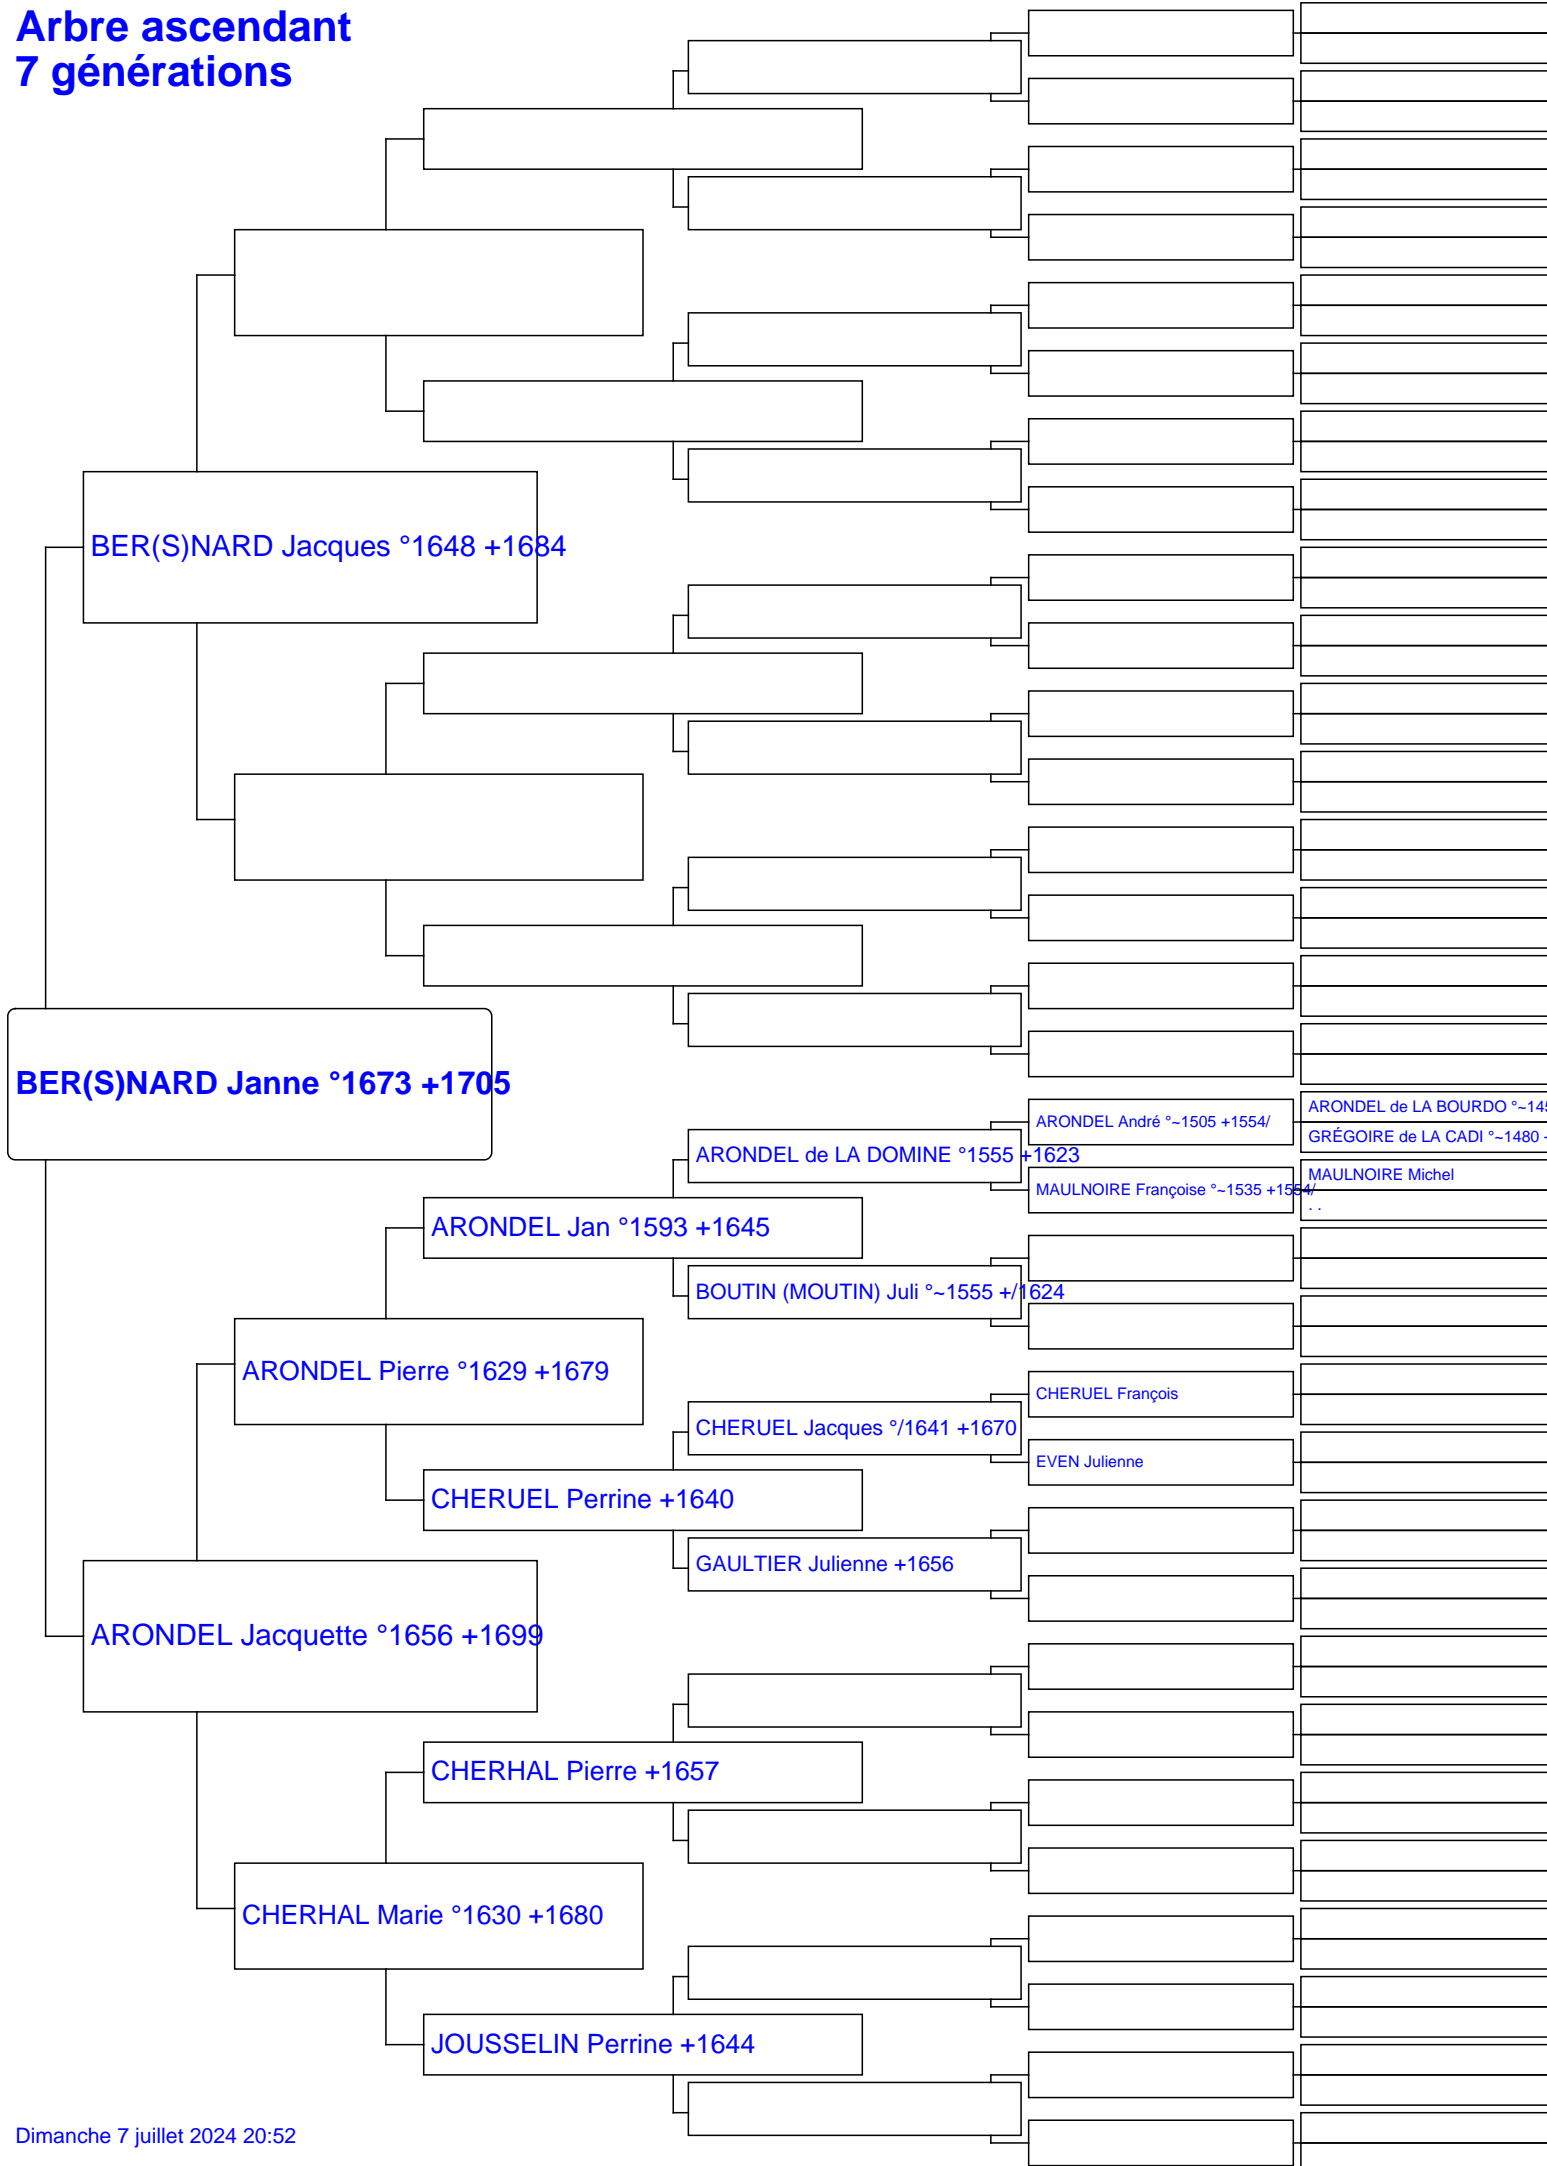 Arbre ascendant
7 générations
BER(S)NARD Jacques °1648 +1684
BER(S)NARD Janne °1673 +1705
ARONDEL André °~1505 +1554/
ARONDEL de LA BOURDO °~145
GRÉGOIRE de LA CADI °~1480 +
ARONDEL de LA DOMINE °1555 +1623
MAULNOIRE Françoise °~1535 +1554/
MAULNOIRE Michel
. .
ARONDEL Jan °1593 +1645
BOUTIN (MOUTIN) Juli °~1555 +/1624
ARONDEL Pierre °1629 +1679
CHERUEL François
CHERUEL Jacques °/1641 +1670
EVEN Julienne
CHERUEL Perrine +1640
GAULTIER Julienne +1656
ARONDEL Jacquette °1656 +1699
CHERHAL Pierre +1657
CHERHAL Marie °1630 +1680
JOUSSELIN Perrine +1644
Dimanche 7 juillet 2024 20:52